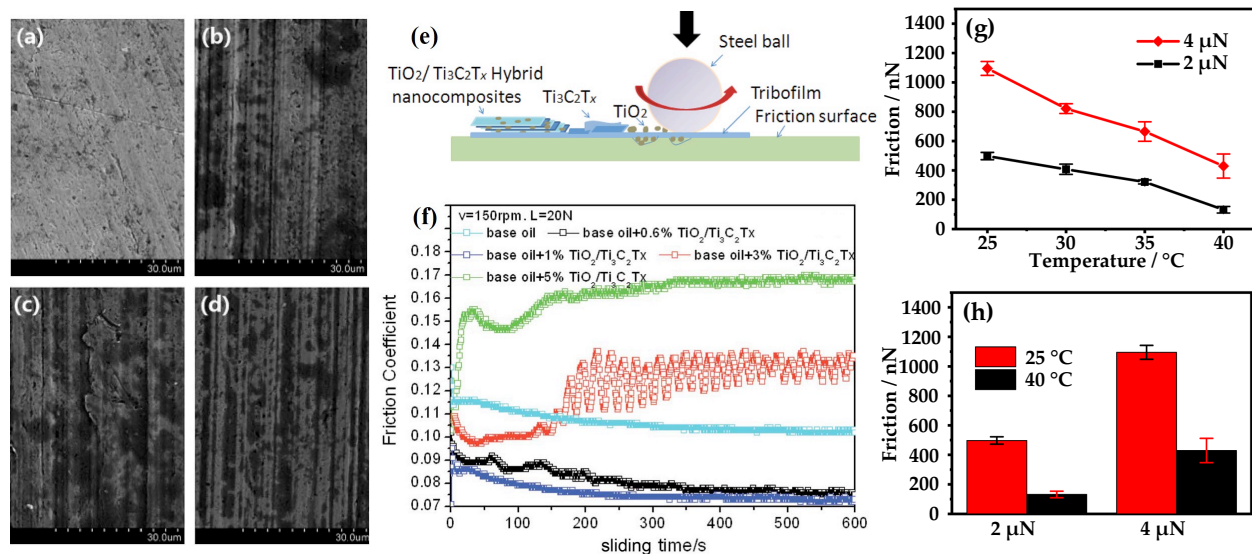 (a)
30.0um
(b)
30.0um
(c)
30.0um
(d)
30.0um
(e)
Steel ball
TiO₂/ Ti₃C₂Tx Hybrid
nanocomposites
Ti₃C₂Tx
TiO₂
Tribofilm
Friction surface
(f)
v=150rpm. L=20N
base oil
base oil+0.6% TiO₂/Ti₃C₂Tx
base oil+1% TiO₂/Ti₃C₂Tx
base oil+3% TiO₂/Ti₃C₂Tx
base oil+5% TiO₂/Ti₃C₂Tx
Friction Coefficient
0.19
0.18
0.17
0.16
0.15
0.14
0.13
0.12
0.11
0.10
0.09
0.08
0.07
0
100
200
300
400
500
600
sliding time/s
(g)
4 μN
2 μN
Friction / nN
1400
1200
1000
800
600
400
200
0
25
30
35
40
Temperature / °C
(h)
25 °C
40 °C
Friction / nN
1400
1200
1000
800
600
400
200
0
2 μN
4 μN